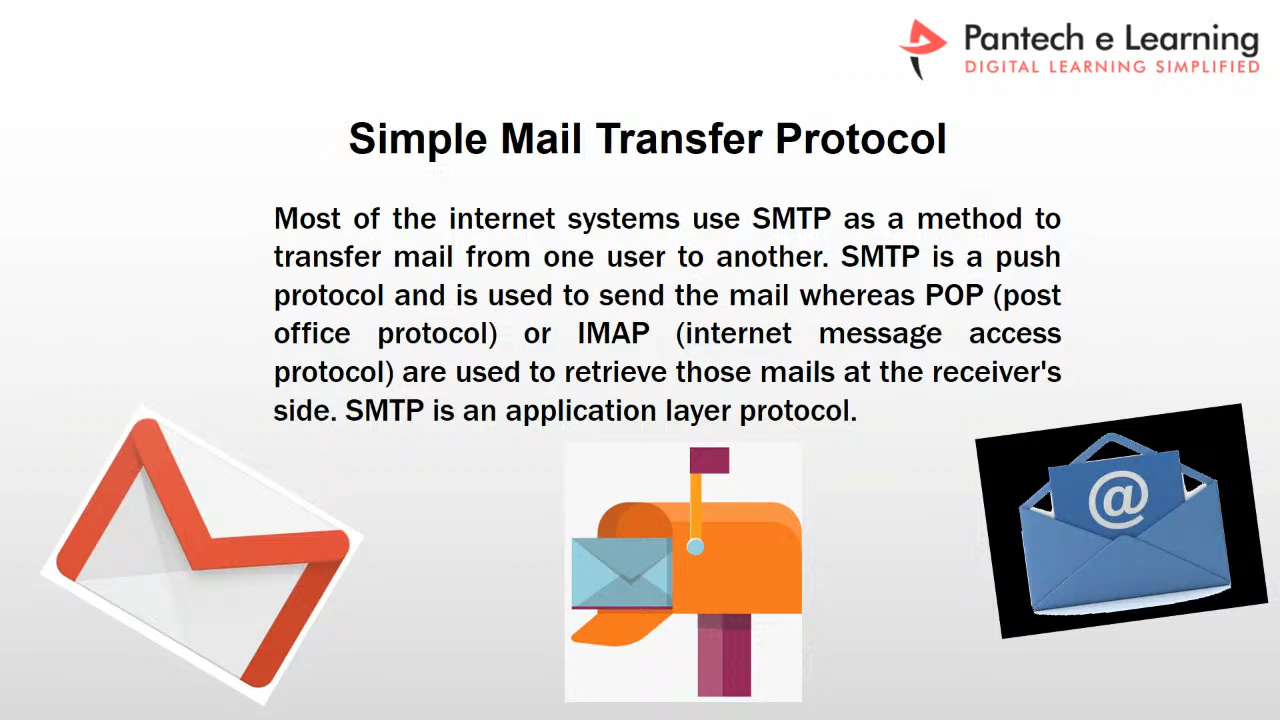 Pantech e Learning
DIGITAL LEARNING SIMPLIFIED
Simple Mail Transfer Protocol
Most of the internet systems use SMTP as a method to
transfer mail from one user to another. SMTP is a push
protocol and is used to send the mail whereas POP (post
office protocol) or IMAP (internet message access
protocol) are used to retrieve those mails at the receiver's
side. SMTP is an application layer protocol.
@